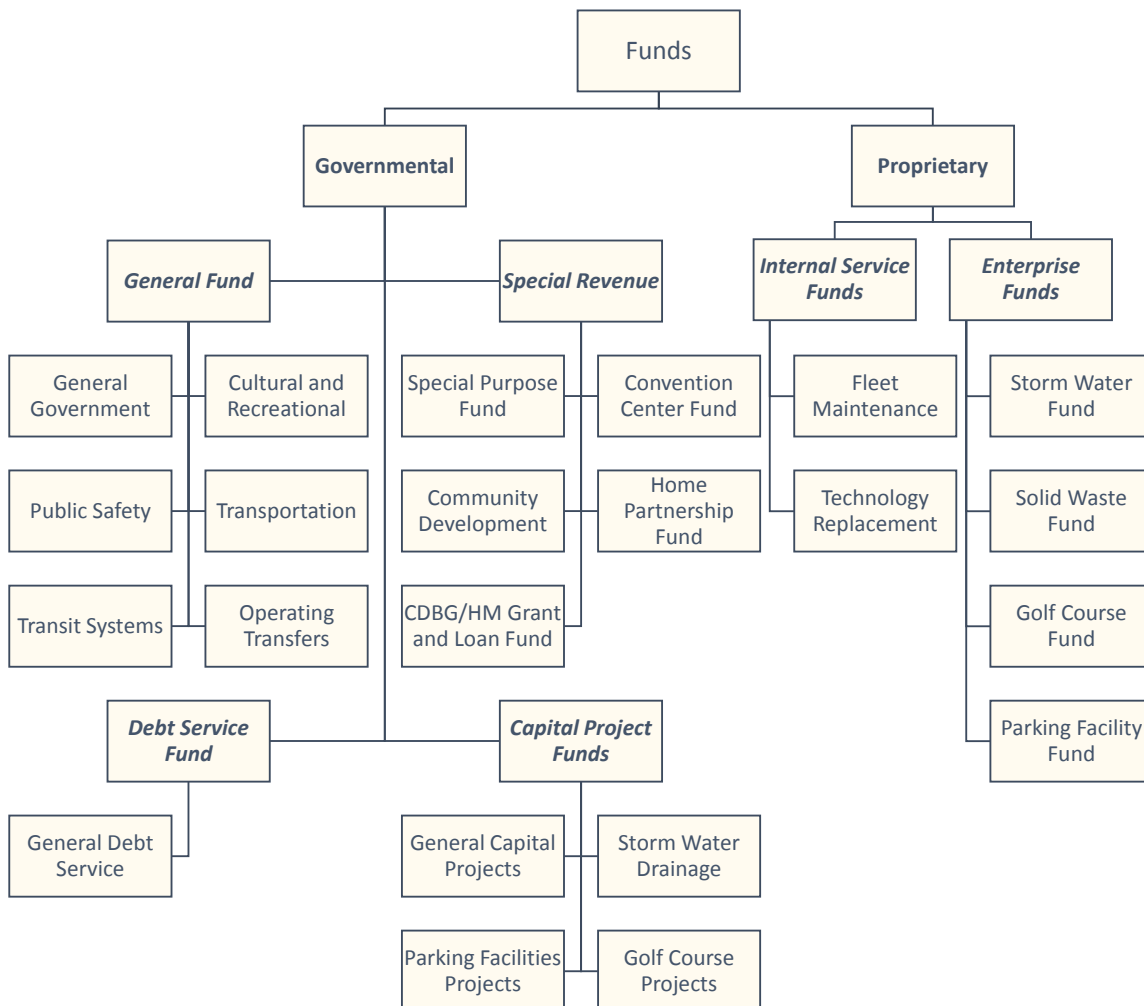 Funds
Governmental
Proprietary
General Fund
Special Revenue
Internal Service
Funds
Enterprise
Funds
General
Government
Cultural and
Recreational
Special Purpose
Fund
Convention
Center Fund
Fleet
Maintenance
Storm Water
Fund
Public Safety
Transportation
Community
Development
Home
Partnership
Fund
Technology
Replacement
Solid Waste
Fund
Transit Systems
Operating
Transfers
CDBG/HM Grant
and Loan Fund
Golf Course
Fund
Debt Service
Fund
Capital Project
Funds
Parking Facility
Fund
General Debt
Service
General Capital
Projects
Storm Water
Drainage
Parking Facilities
Projects
Golf Course
Projects